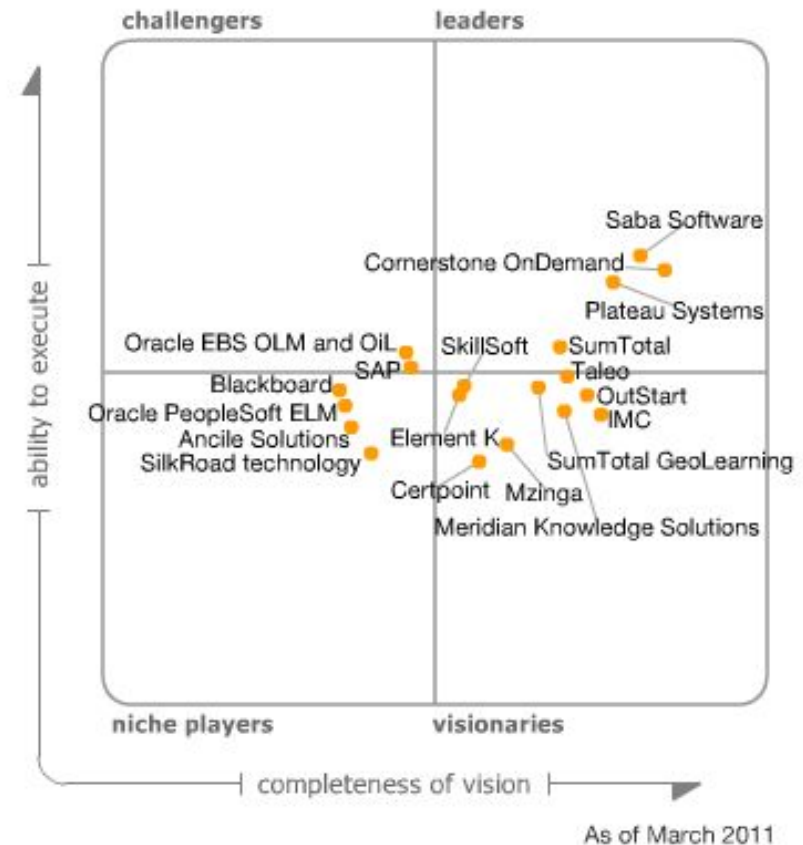 challengers
leaders
Saba Software
Cornerstone OnDemand
Plateau Systems
Oracle EBS OLM and OiL
SkillSoft
SumTotal
SAP
Taleo
Blackboard
OutStart
Oracle PeopleSoft ELM
IMC
Ancile Solutions
Element K
SilkRoad technology
SumTotal GeoLearning
Certpoint
Mzinga
Meridian Knowledge Solutions
niche players
visionaries
ability to execute
completeness of vision
As of March 2011